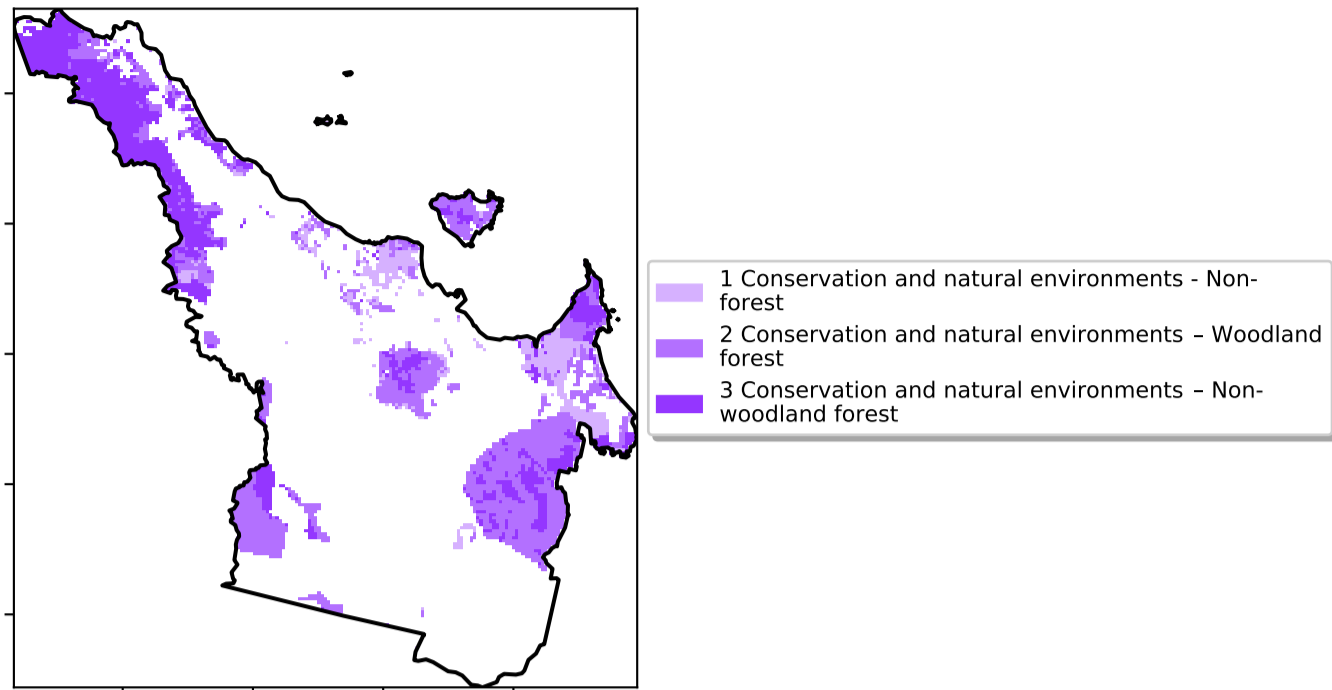 1 Conservation and natural environments - Non-
forest
2 Conservation and natural environments – Woodland
forest
3 Conservation and natural environments – Non-
woodland forest